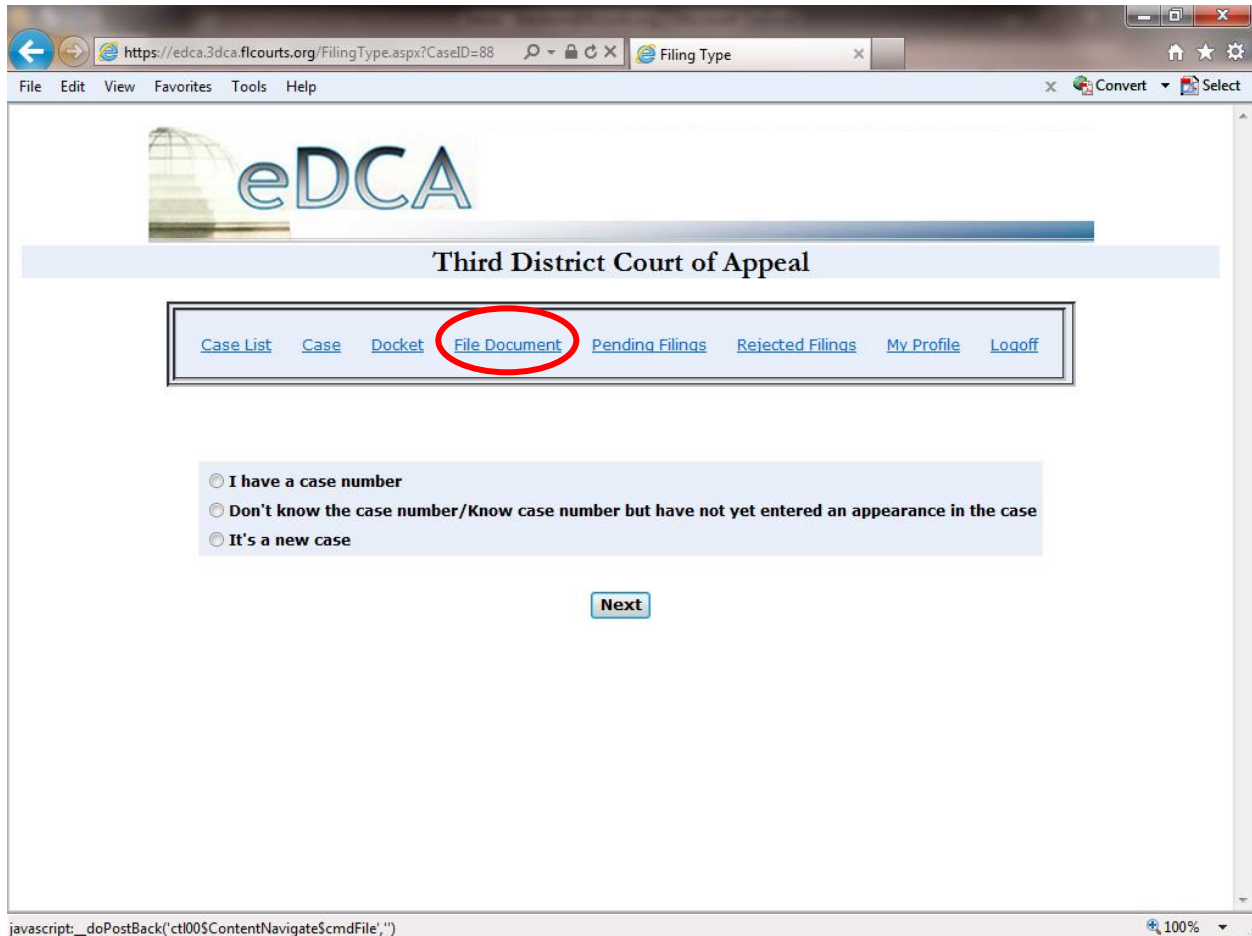 https://edca.3dca.flcourts.org/FilingType.aspx?CaseID=88 Filing Type
File Edit View Favorites Tools Help Convert Select
eDCA
Third District Court of Appeal
Case List Case Docket File Document Pending Filings Rejected Filings My Profile Logoff
I have a case number
Don't know the case number/Know case number but have not yet entered an appearance in the case
It's a new case
Next
javascript:__doPostBack('ctl00$ContentNavigate$cmdFile','') 100%